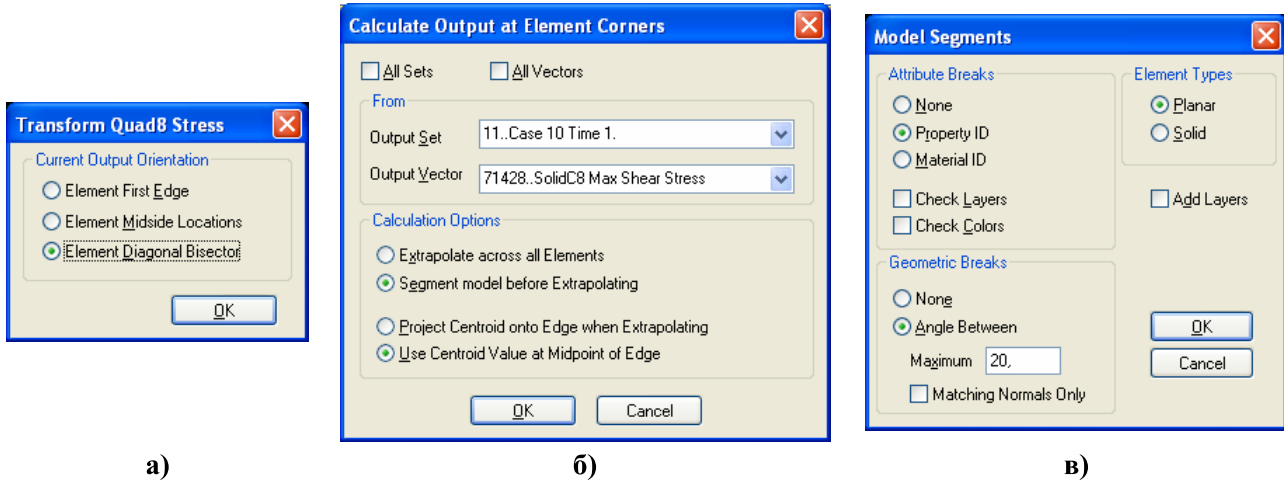 Transform Quad8 Stress
Current Output Orientation
Element First Edge
Element Midside Locations
Element Diagonal Bisector
OK
а)
Calculate Output at Element Corners
All Sets
All Vectors
From
Output Set
11..Case 10 Time 1.
Output Vector
71428..SolidC8 Max Shear Stress
Calculation Options
Extrapolate across all Elements
Segment model before Extrapolating
Project Centroid onto Edge when Extrapolating
Use Centroid Value at Midpoint of Edge
OK
Cancel
б)
Model Segments
Attribute Breaks
None
Property ID
Material ID
Check Layers
Check Colors
Element Types
Planar
Solid
Add Layers
Geometric Breaks
None
Angle Between
Maximum
20,
Matching Normals Only
OK
Cancel
в)